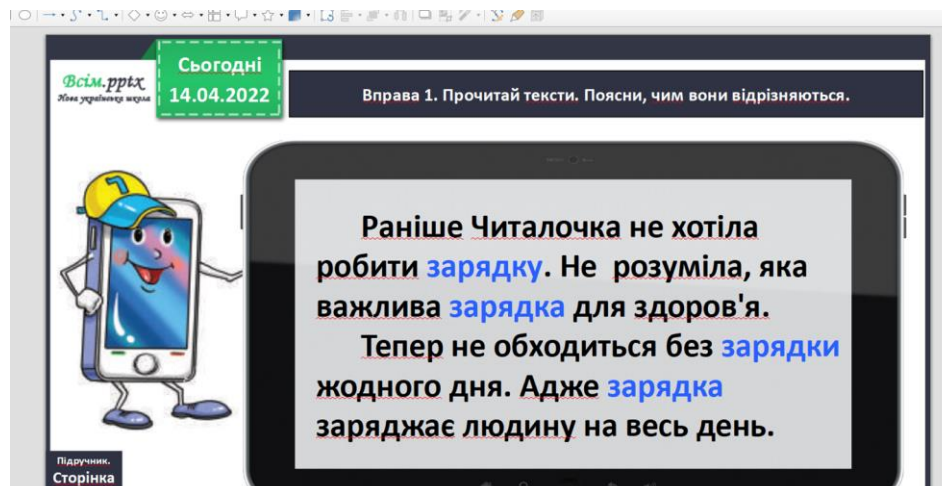 Всім.pptx
Нова українська школа
Сьогодні
14.04.2022
Вправа 1. Прочитай тексти. Поясни, чим вони відрізняються.
Раніше Читалочка не хотіла
робити зарядку. Не розуміла, яка
важлива зарядка для здоров'я.
Тепер не обходиться без зарядки
жодного дня. Адже зарядка
заряджає людину на весь день.
Підручник.
Сторінка